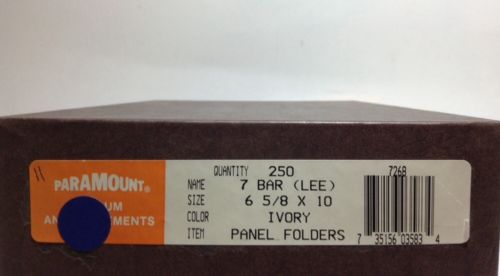 PARAMOUNT®
UM
AN EMENTS
QUANTITY 250
NAME 7 BAR (LEE)
SIZE 6 5/8 X 10
COLOR IVORY
ITEM PANEL FOLDERS
7268
7 35156 03583 4